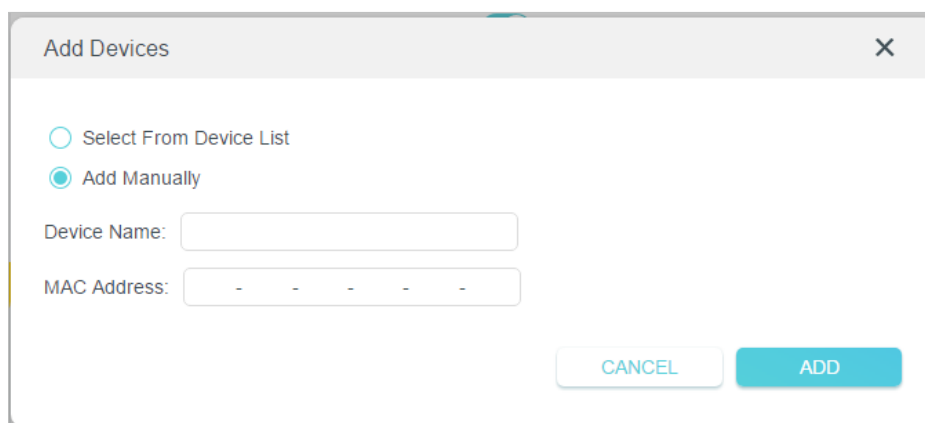 Add Devices
Select From Device List
Add Manually
Device Name:
MAC Address: - - - - -
CANCEL ADD